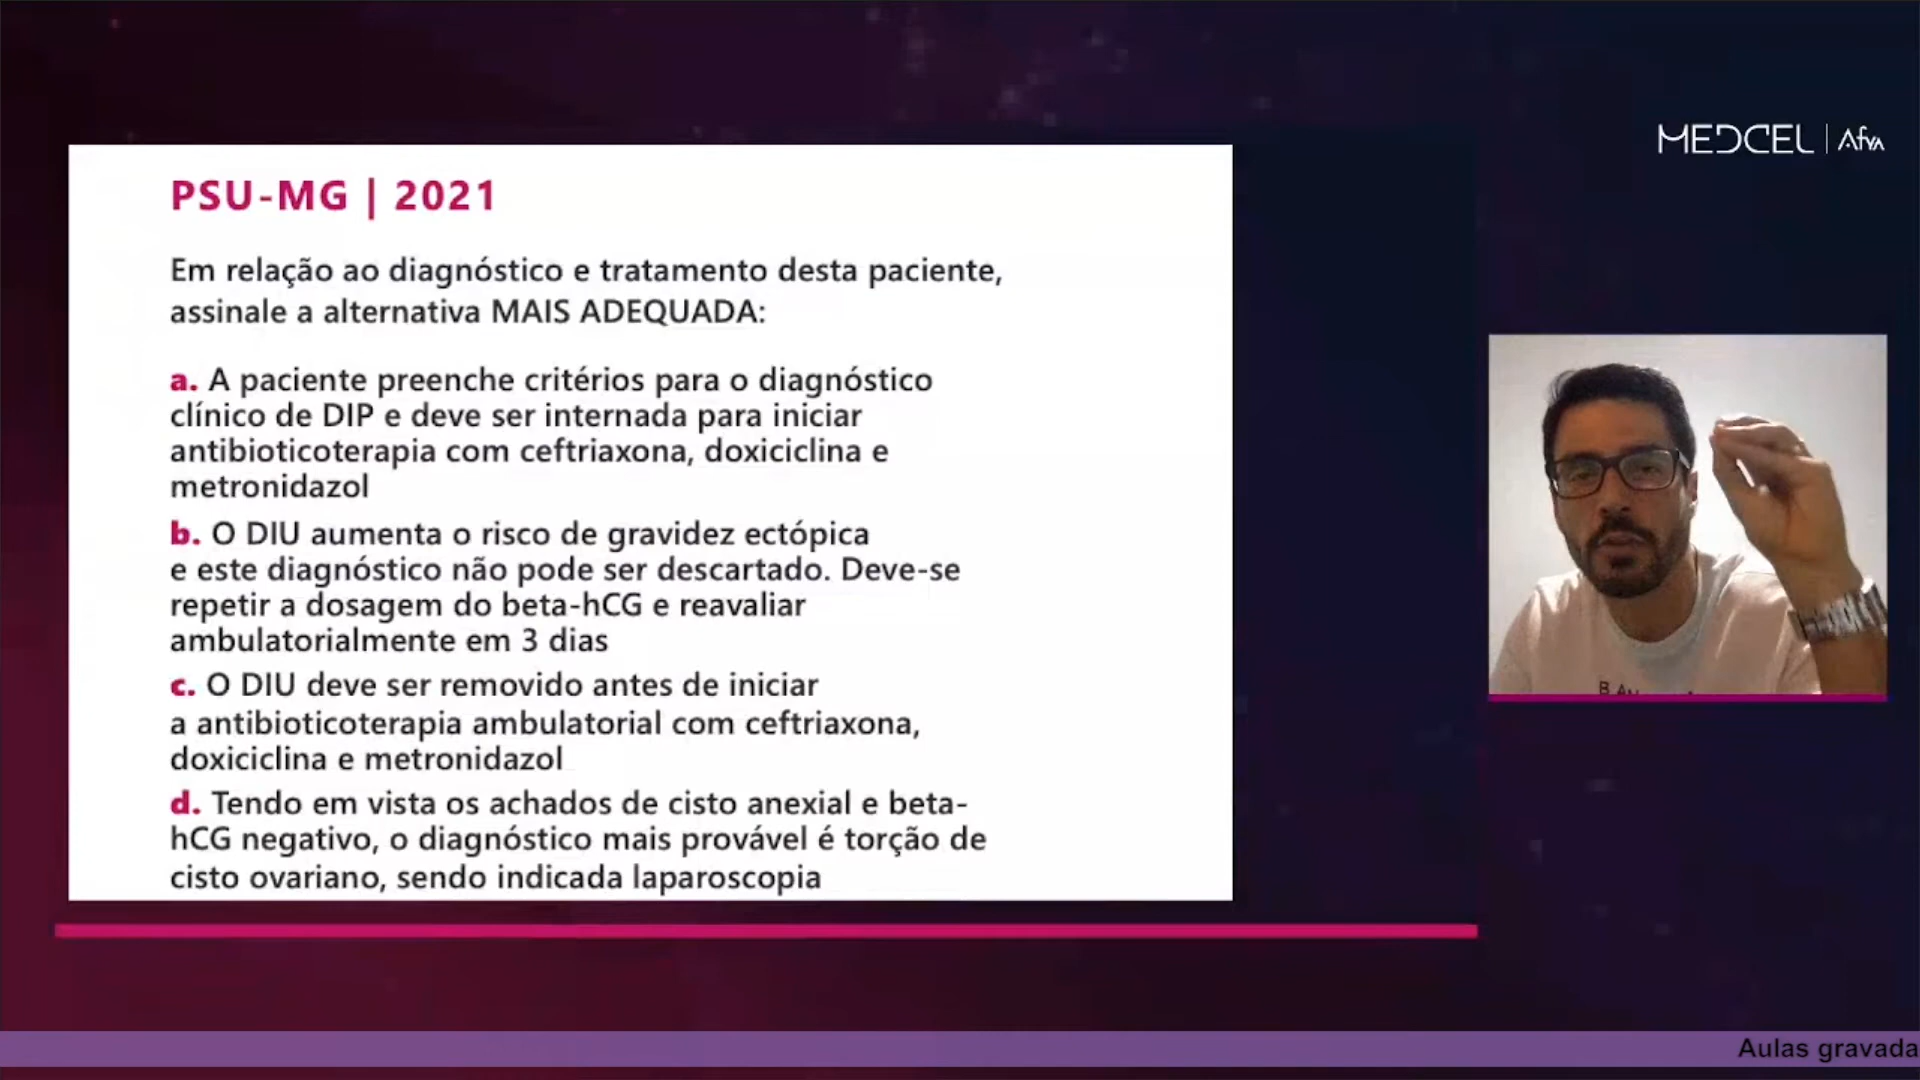 MEDCEL | Afya
PSU-MG | 2021
Em relação ao diagnóstico e tratamento desta paciente,
assinale a alternativa MAIS ADEQUADA:
a. A paciente preenche critérios para o diagnóstico
clínico de DIP e deve ser internada para iniciar
antibioticoterapia com ceftriaxona, doxiciclina e
metronidazol
b. O DIU aumenta o risco de gravidez ectópica
e este diagnóstico não pode ser descartado. Deve-se
repetir a dosagem do beta-hCG e reavaliar
ambulatorialmente em 3 dias
c. O DIU deve ser removido antes de iniciar
a antibioticoterapia ambulatorial com ceftriaxona,
doxiciclina e metronidazol
d. Tendo em vista os achados de cisto anexial e beta-
hCG negativo, o diagnóstico mais provável é torção de
cisto ovariano, sendo indicada laparoscopia
Aulas gravada